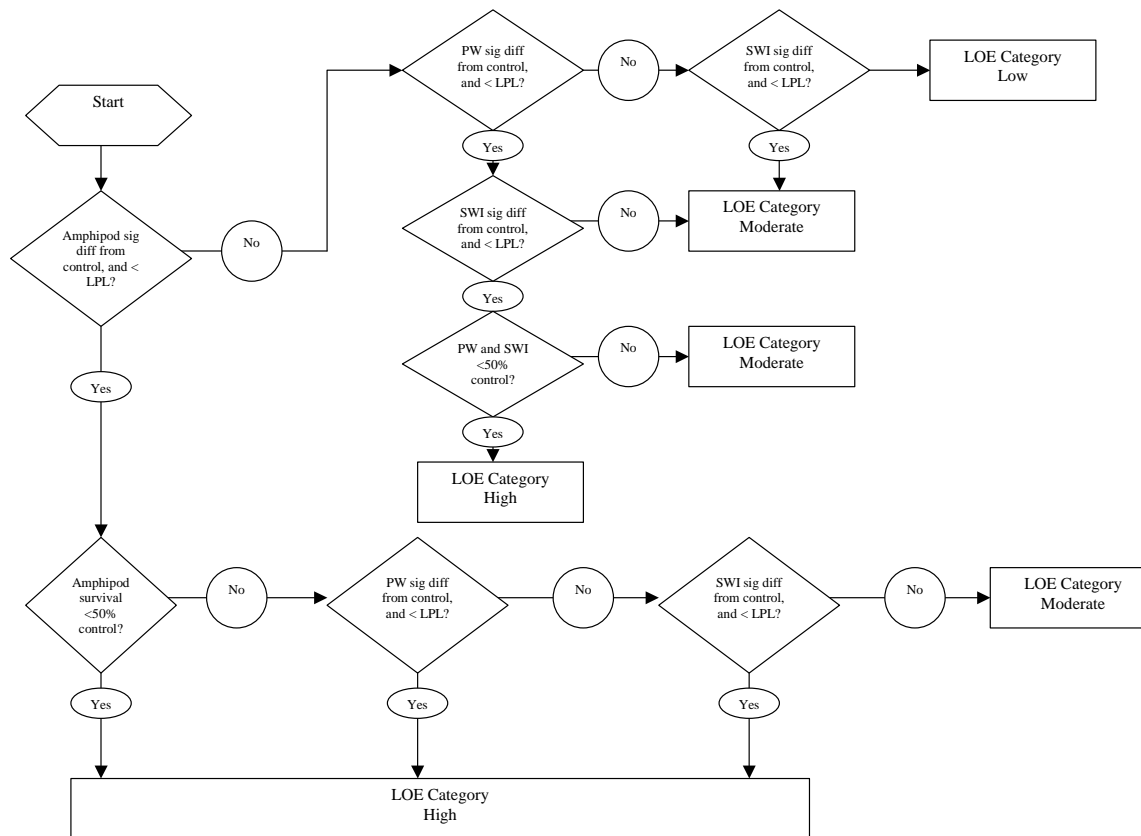 PW sig diff
from control,
and < LPL?
No
SWI sig diff
from control,
and < LPL?
LOE Category
Low
Start
Yes
Yes
Amphipod sig
diff from
control, and <
LPL?
No
SWI sig diff
from control,
and < LPL?
No
LOE Category
Moderate
Yes
PW and SWI
<50%
control?
No
LOE Category
Moderate
Yes
Yes
LOE Category
High
Amphipod
survival
<50%
control?
No
PW sig diff
from control,
and < LPL?
No
SWI sig diff
from control,
and < LPL?
No
LOE Category
Moderate
Yes
Yes
Yes
LOE Category
High